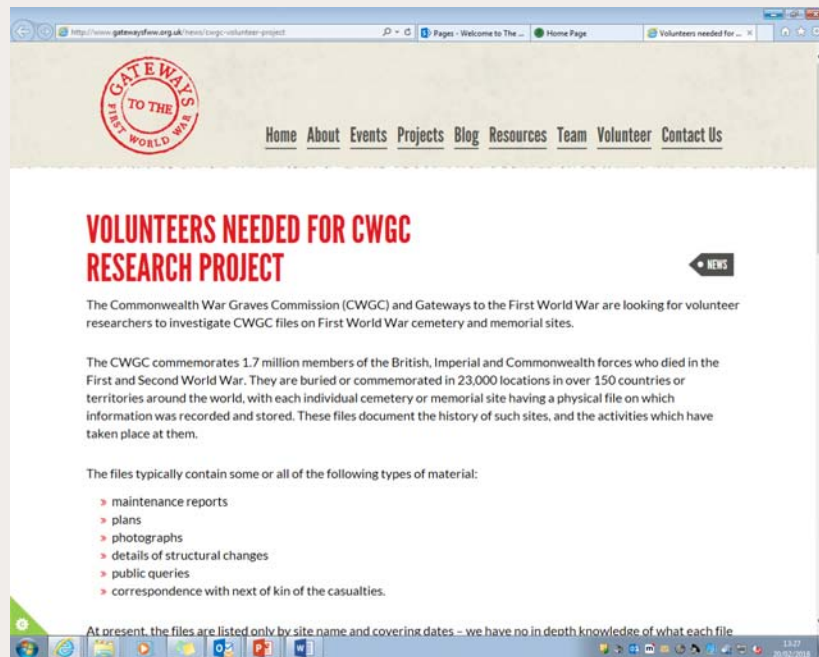 http://www.gatewaysfww.org.uk/news/cwgc-volunteer-project
Pages - Welcome to The ...
Home Page
Volunteers needed for ...
GATEWAYS
TO THE
FIRST WORLD WAR
Home About Events Projects Blog Resources Team Volunteer Contact Us
VOLUNTEERS NEEDED FOR CWGC
RESEARCH PROJECT
NEWS
The Commonwealth War Graves Commission (CWGC) and Gateways to the First World War are looking for volunteer
researchers to investigate CWGC files on First World War cemetery and memorial sites.
The CWGC commemorates 1.7 million members of the British, Imperial and Commonwealth forces who died in the
First and Second World War. They are buried or commemorated in 23,000 locations in over 150 countries or
territories around the world, with each individual cemetery or memorial site having a physical file on which
information was recorded and stored. These files document the history of such sites, and the activities which have
taken place at them.
The files typically contain some or all of the following types of material:
» maintenance reports
» plans
» photographs
» details of structural changes
» public queries
» correspondence with next of kin of the casualties.
At present, the files are listed only by site name and covering dates – we have no in depth knowledge of what each file
13:27
20/02/2018